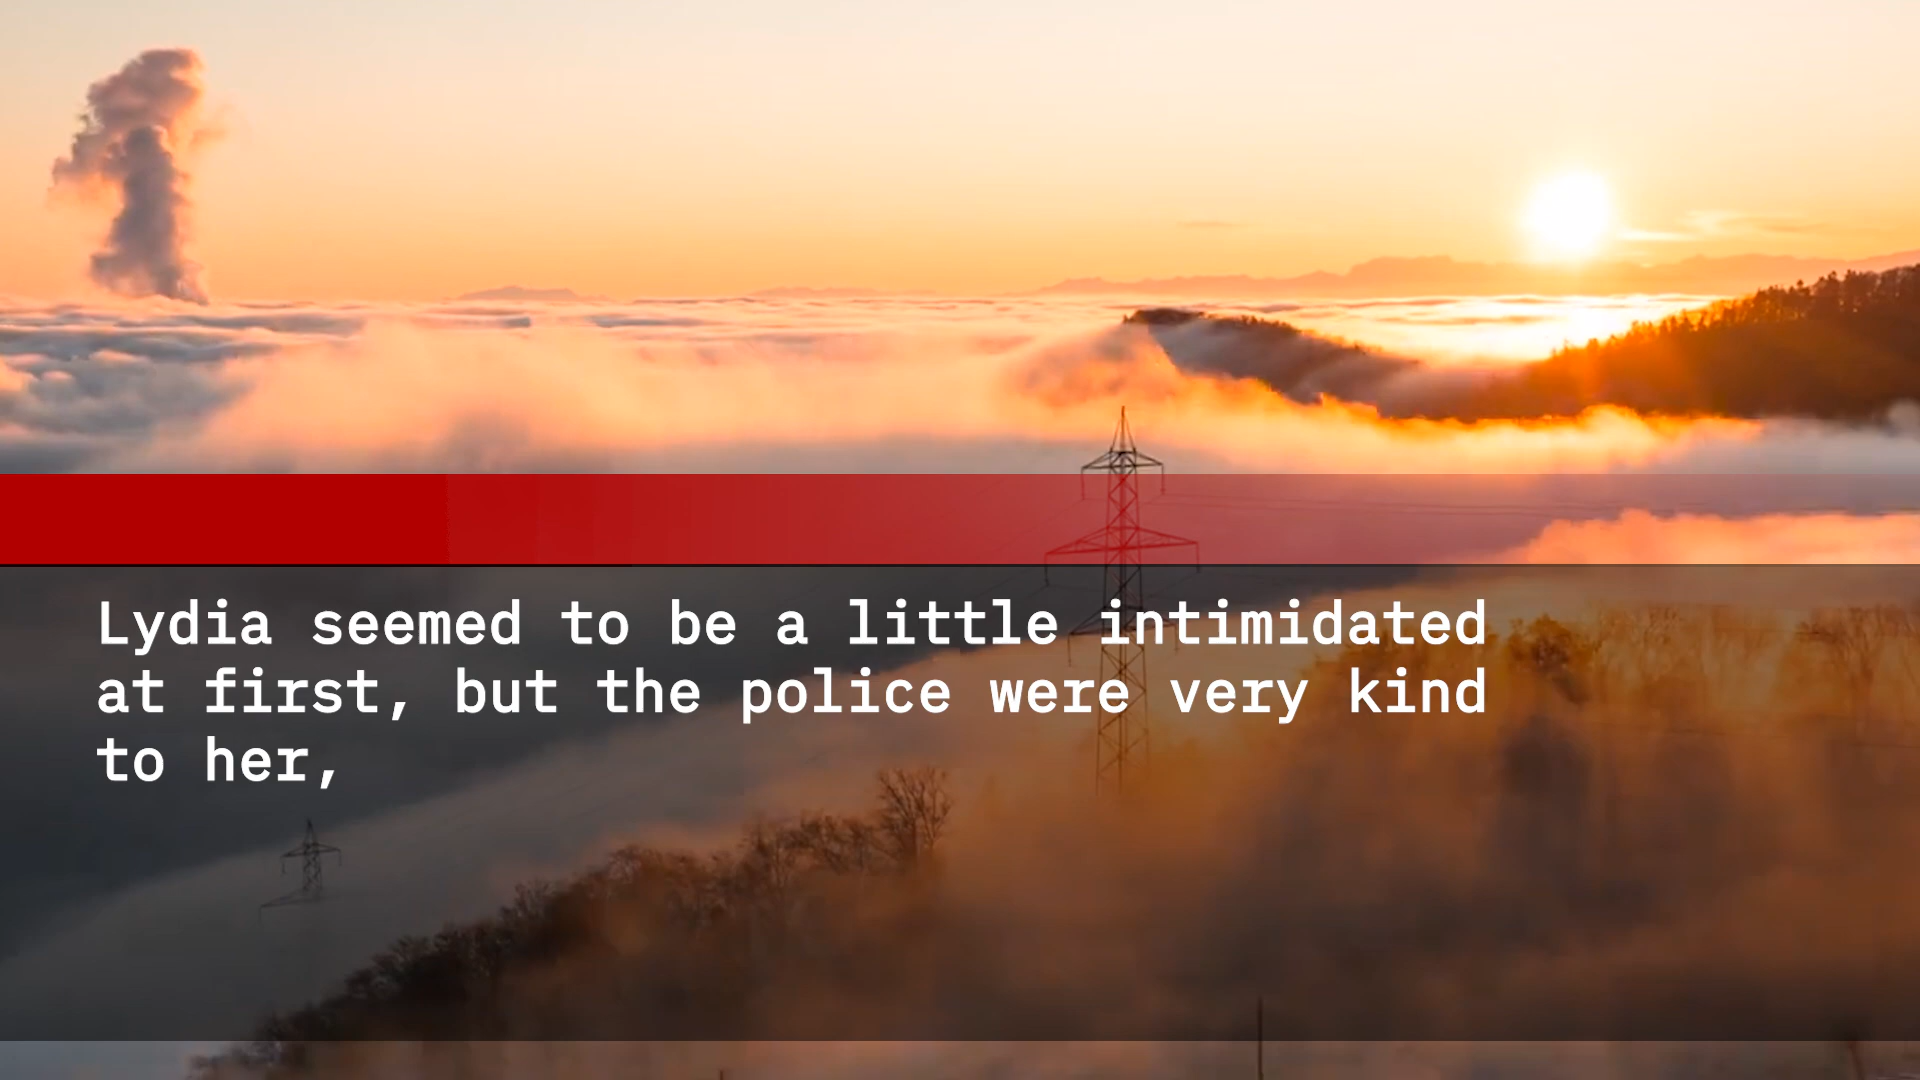 Lydia seemed to be a little intimidated
at first, but the police were very kind
to her,